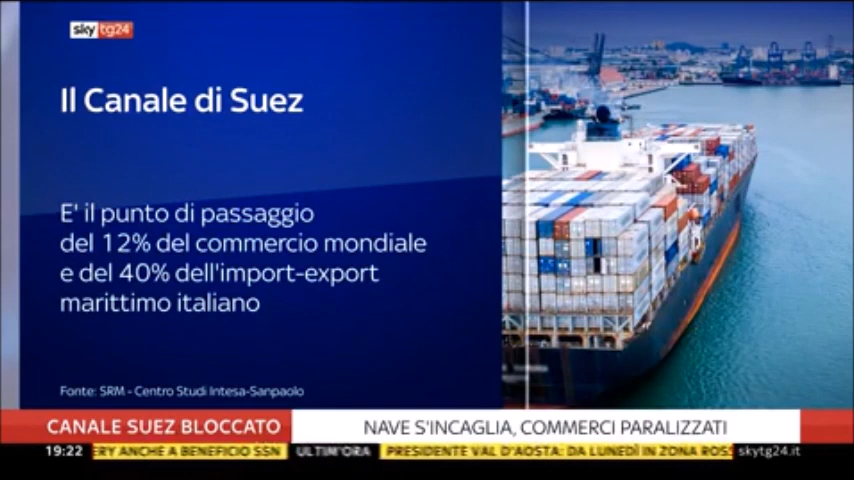 sky tg24
Il Canale di Suez
E' il punto di passaggio
del 12% del commercio mondiale
e del 40% dell'import-export
marittimo italiano
Fonte: SRM - Centro Studi Intesa-Sanpaolo
CANALE SUEZ BLOCCATO
NAVE S'INCAGLIA, COMMERCI PARALIZZATI
19:22 ERY ANCHE A BENEFICIO SSN ULTIM'ORA PRESIDENTE VAL D'AOSTA: DA LUNEDÌ IN ZONA ROS skytg24.it